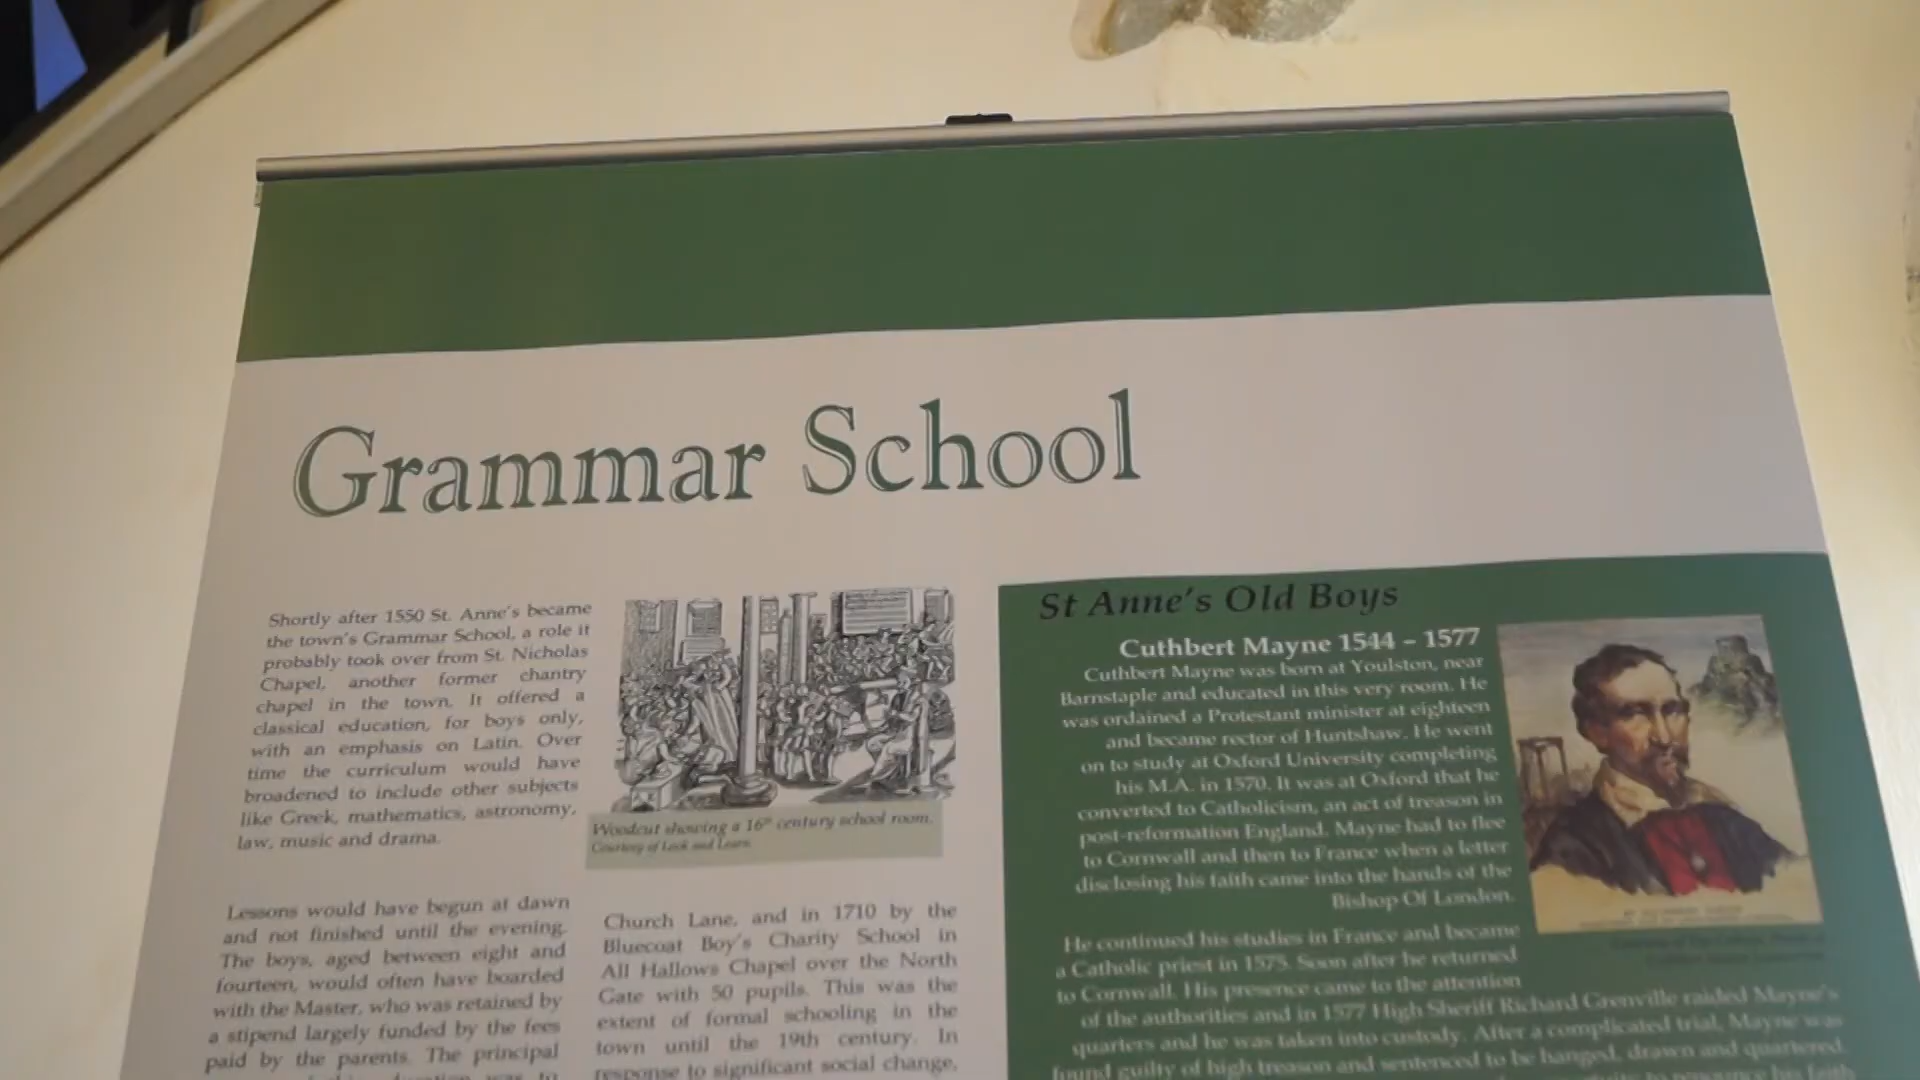 Grammar School
Shortly after 1550 St. Anne's became
the town's Grammar School, a role it
probably took over from St. Nicholas
Chapel, another former chantry
chapel in the town. It offered a
classical education, for boys only,
with an emphasis on Latin. Over
time the curriculum would have
broadened to include other subjects
like Greek, mathematics, astronomy,
law, music and drama.
Lessons would have begun at dawn
and not finished until the evening.
The boys, aged between eight and
fourteen, would often have boarded
with the Master, who was retained by
a stipend largely funded by the fees
paid by the parents. The principal
Woodcut showing a 16th century school room.
Courtesy of Look and Learn.
Church Lane, and in 1710 by the
Bluecoat Boy's Charity School in
All Hallows Chapel over the North
Gate with 50 pupils. This was the
extent of formal schooling in the
town until the 19th century. In
response to significant social change,
St Anne's Old Boys
Cuthbert Mayne 1544 – 1577
Cuthbert Mayne was born at Youlston, near
Barnstaple and educated in this very room. He
was ordained a Protestant minister at eighteen
and became rector of Huntshaw. He went
on to study at Oxford University completing
his M.A. in 1570. It was at Oxford that he
converted to Catholicism, an act of treason in
post-reformation England. Mayne had to flee
to Cornwall and then to France when a letter
disclosing his faith came into the hands of the
Bishop Of London.
He continued his studies in France and became
a Catholic priest in 1575. Soon after he returned
to Cornwall. His presence came to the attention
of the authorities and in 1577 High Sheriff Richard Grenville raided Mayne's
quarters and he was taken into custody. After a complicated trial, Mayne was
found guilty of high treason and sentenced to be hanged, drawn and quartered.
to renounce his faith